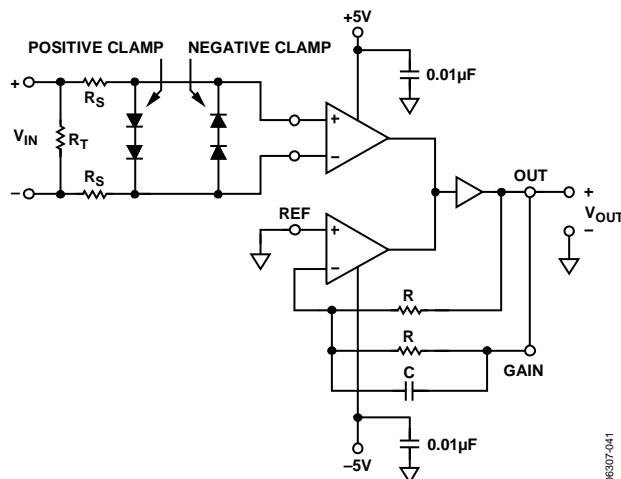 +5V
POSITIVE CLAMP
NEGATIVE CLAMP
0.01µF
+
RS
VIN
RT
+
−
−
RS
OUT
+
VOUT
−
REF
+
−
R
R
GAIN
C
0.01µF
−5V
06307-041